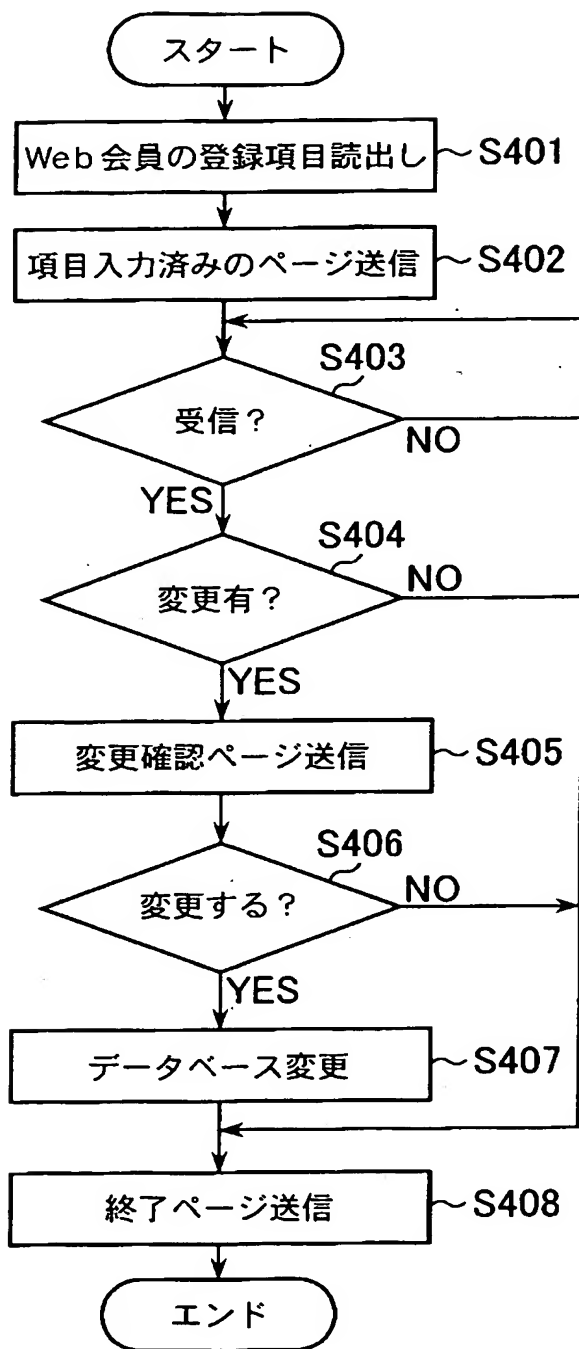 スタート
Web会員の登録項目読出し
S401
項目入力済みのページ送信
S402
S403
受信?
NO
YES
S404
変更有?
NO
YES
変更確認ページ送信
S405
S406
変更する?
NO
YES
データベース変更
S407
終了ページ送信
S408
エンド